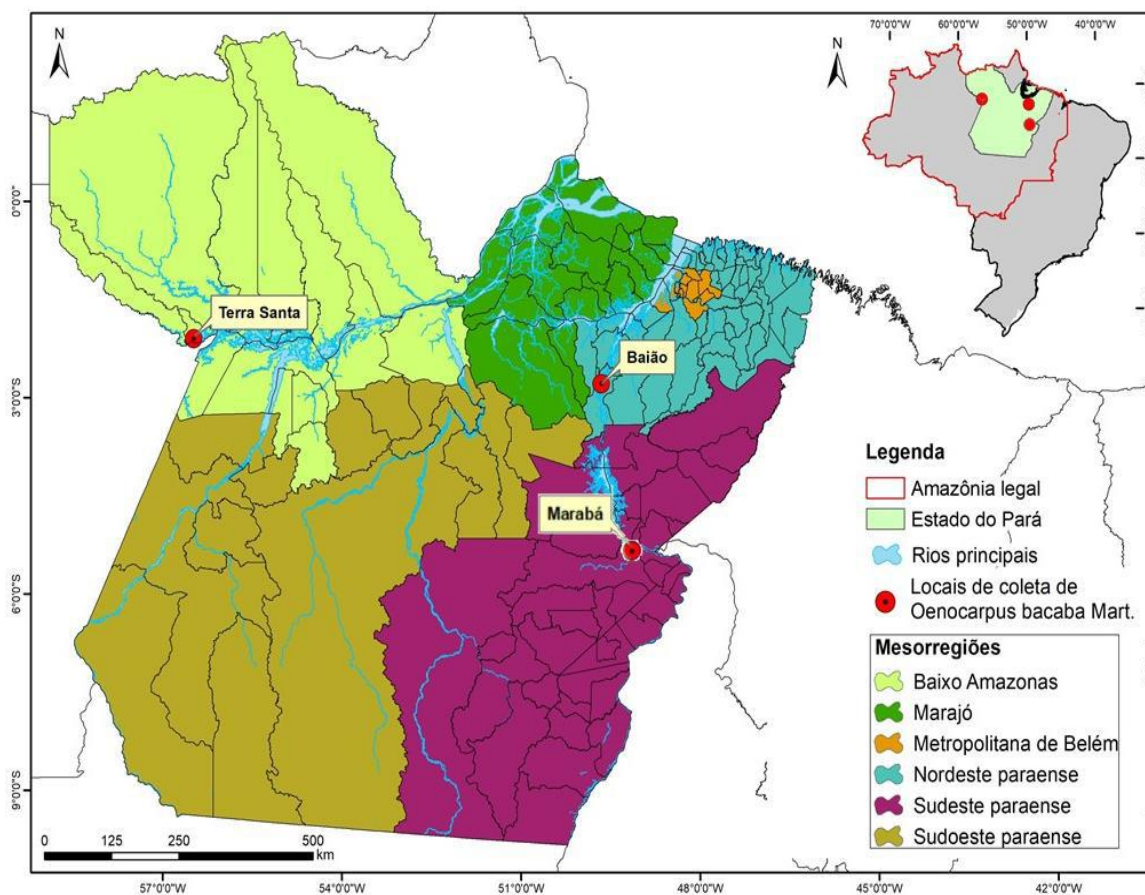 N
N
70°0'0"W 60°0'0"W 50°0'0"W 40°0'0"W
0°0'0"
3°0'0"S
6°0'0"S
9°0'0"S
Terra Santa
Baião
Marabá
Legenda
Amazônia legal
Estado do Pará
Rios principais
Locais de coleta de
Oenocarpus bacaba Mart.
Mesorregiões
Baixo Amazonas
Marajó
Metropolitana de Belém
Nordeste paraense
Sudeste paraense
Sudoeste paraense
0 125 250 500
km
57°0'0"W 54°0'0"W 51°0'0"W 48°0'0"W 45°0'0"W 42°0'0"W